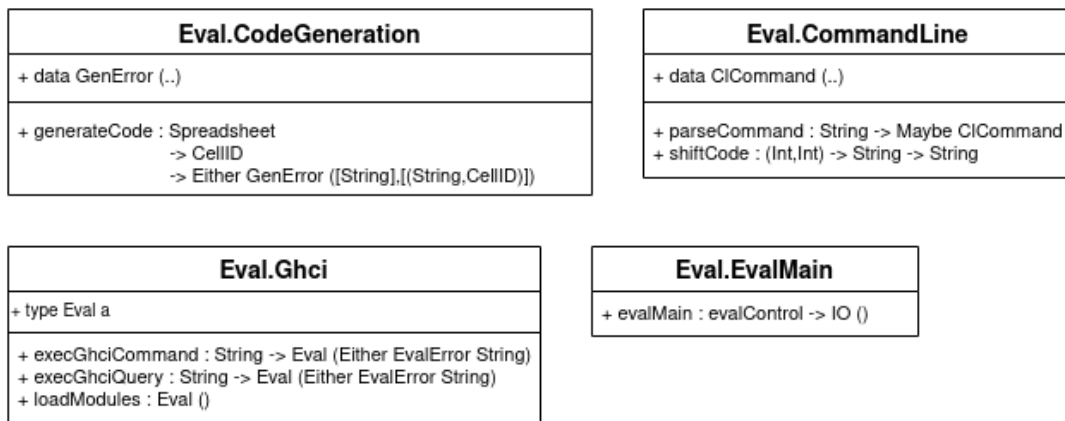 Eval.CodeGeneration
+ data GenError (..)
+ generateCode : Spreadsheet
-> CellID
-> Either GenError ([String],[(String,CellID)])
Eval.CommandLine
+ data ClCommand (..)
+ parseCommand : String -> Maybe ClCommand
+ shiftCode : (Int,Int) -> String -> String
Eval.Ghci
+ type Eval a
+ execGhciCommand : String -> Eval (Either EvalError String)
+ execGhciQuery : String -> Eval (Either EvalError String)
+ loadModules : Eval ()
Eval.EvalMain
+ evalMain : evalControl -> IO ()